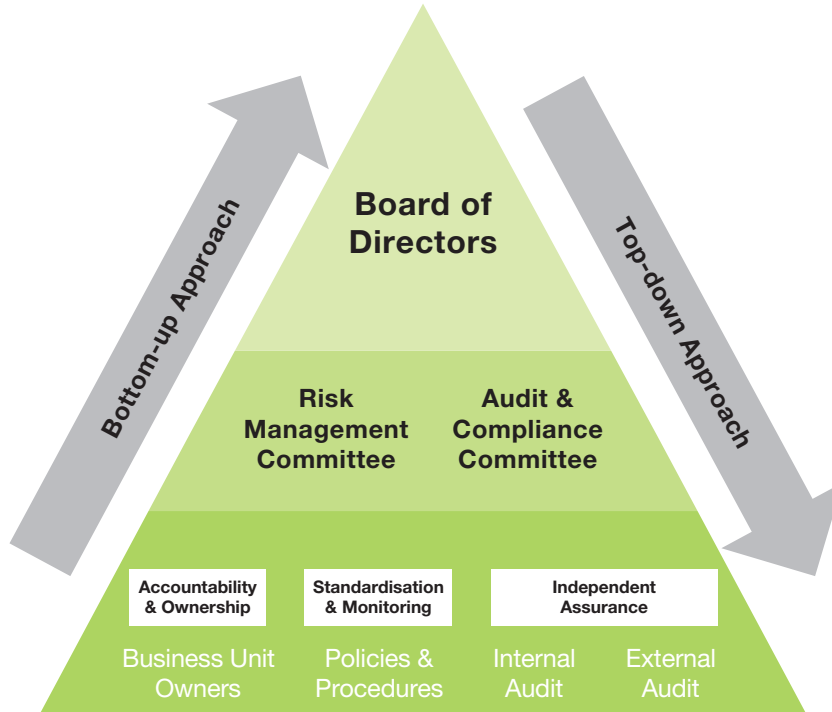 Board of
Directors
Bottom-up Approach
Top-down Approach
Risk
Management
Committee
Audit &
Compliance
Committee
Accountability
& Ownership
Standardisation
& Monitoring
Independent
Assurance
Business Unit
Owners
Policies &
Procedures
Internal
Audit
External
Audit